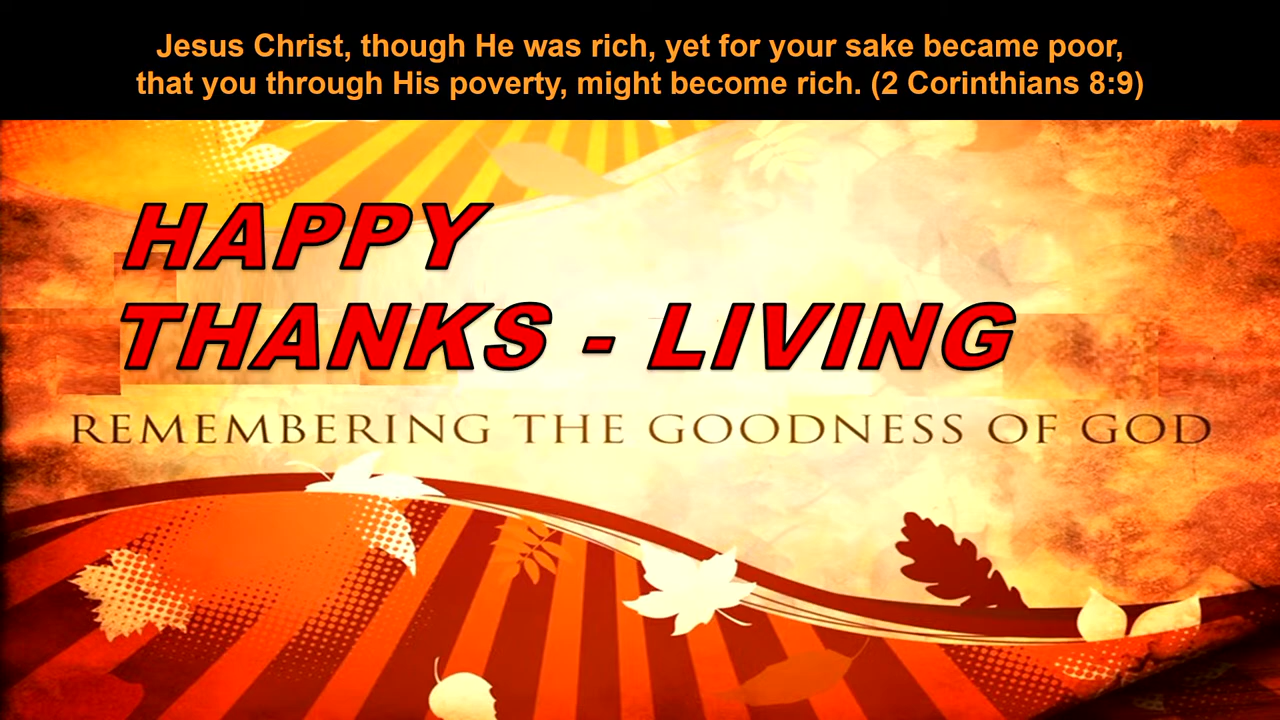 Jesus Christ, though He was rich, yet for your sake became poor,
that you through His poverty, might become rich. (2 Corinthians 8:9)
HAPPY
THANKS - LIVING
REMEMBERING THE GOODNESS OF GOD